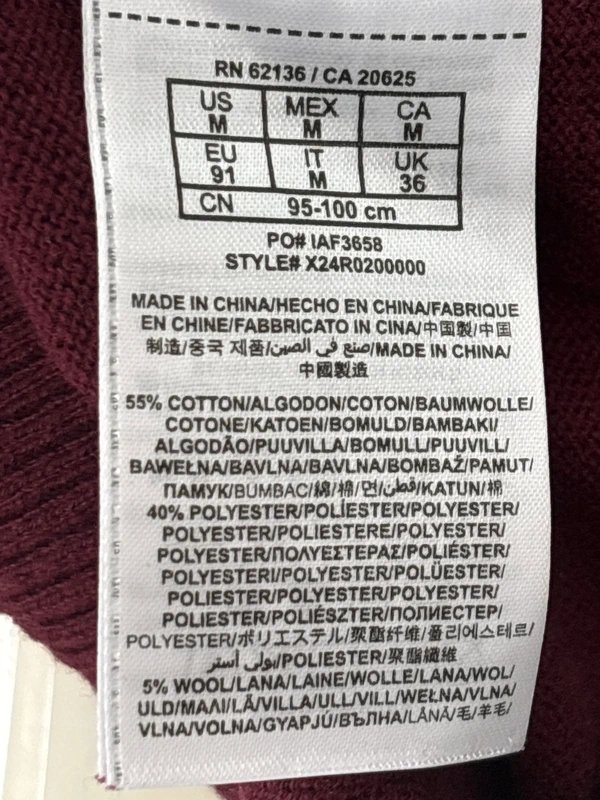 RN 62136 / CA 20625
US MEX CA
M M M
EU IT UK
91 M 36
CN 95-100 cm
PO# IAF3658
STYLE# X24R0200000
MADE IN CHINA/HECHO EN CHINA/FABRIQUE
EN CHINE/FABBRICATO IN CINA/中国製/中国
制造/중국 제품/صنع في الصين/MADE IN CHINA/
中國製造
55% COTTON/ALGODON/COTON/BAUMWOLLE/
COTONE/KATOEN/BOMULD/BAMBAKI/
ALGODÃO/PUUVILLA/BOMULL/PUUVILL/
BAWEŁNA/BAVLNA/BAVLNA/BOMBAŽ/PAMUT/
ПАМУК/BUMBAC/綿/棉/면/قطن/KATUN/棉
40% POLYESTER/POLÍESTER/POLYESTER/
POLYESTER/POLIESTERE/POLYESTER/
POLYESTER/ΠΟΛΥΕΣΤΕΡΑΣ/POLIÉSTER/
POLYESTERI/POLYESTER/POLÜESTER/
POLIESTER/POLYESTER/POLYESTER/
POLIESTER/POLIÉSZTER/ПОЛИЕСТЕР/
POLYESTER/ポリエステル/聚酯纤维/폴리에스테르/
بولي أستر/POLIESTER/聚酯纖維
5% WOOL/LANA/LAINE/WOLLE/LANA/WOL/
ULD/ΜΑΛΙ/LÃ/VILLA/ULL/VILL/WEŁNA/VLNA/
VLNA/VOLNA/GYAPJÚ/ВЪЛНА/LÂNĂ/毛/羊毛/